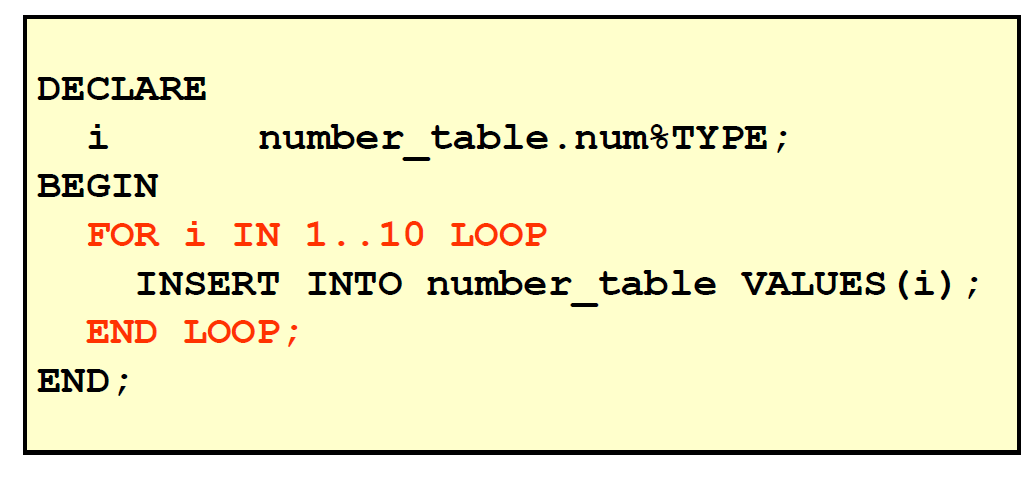 DECLARE
  i      number_table.num%TYPE;
BEGIN
  FOR i IN 1..10 LOOP
    INSERT INTO number_table VALUES(i);
  END LOOP;
END;